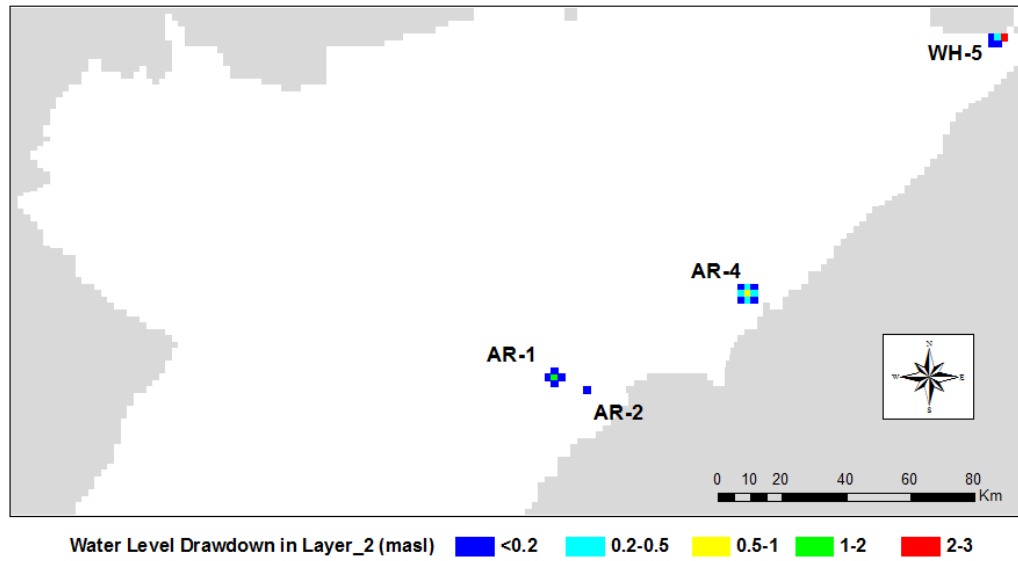 WH-5
AR-4
AR-1
AR-2
N
W E
S
0 10 20 40 60 80
Km
Water Level Drawdown in Layer_2 (masl) <0.2 0.2-0.5 0.5-1 1-2 2-3